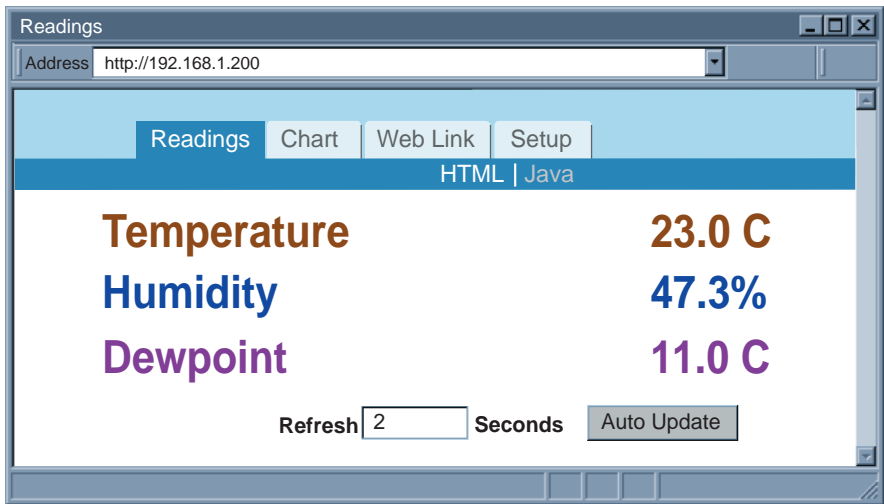 Readings
Address http://192.168.1.200
Readings Chart Web Link Setup
HTML | Java
Temperature 23.0 C
Humidity 47.3%
Dewpoint 11.0 C
Refresh 2 Seconds Auto Update